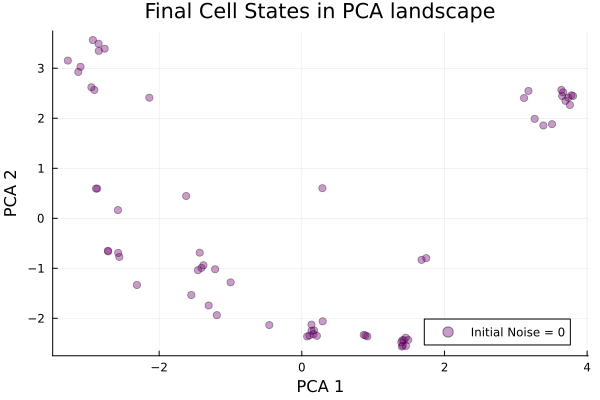 Final Cell States in PCA landscape
PCA 2
3
2
1
0
−1
−2
Initial Noise = 0
−2
0
2
4
PCA 1